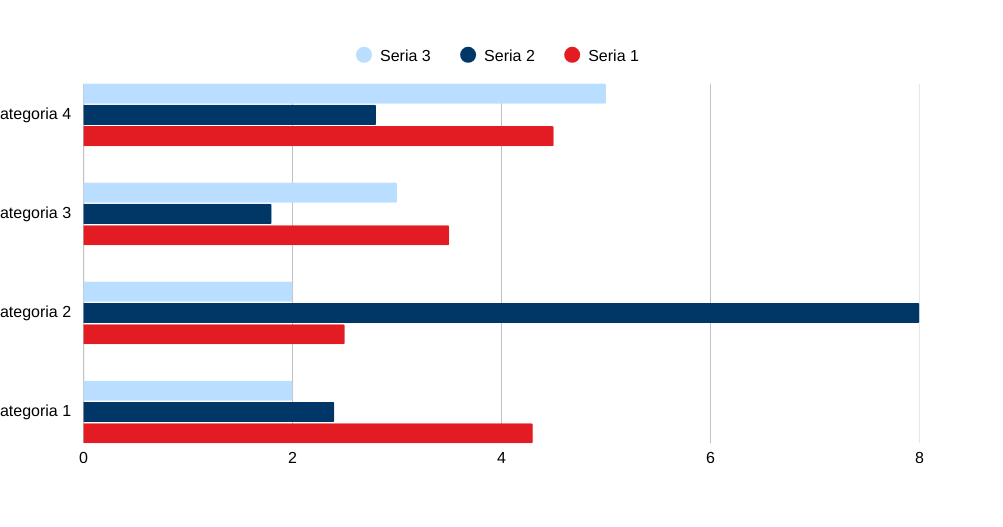 Seria 3 Seria 2 Seria 1
ategoria 4
ategoria 3
ategoria 2
ategoria 1
0 2 4 6 8